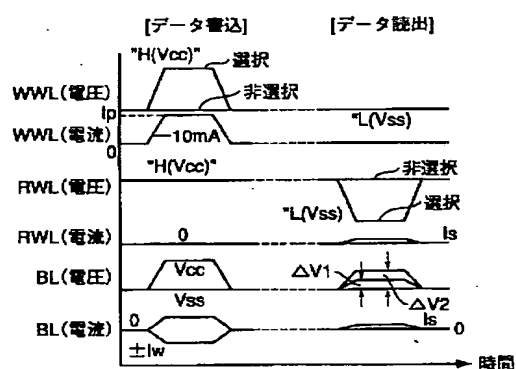 [データ書込] [データ読出]
"H(Vcc)" 選択
WWL(電圧) 非選択
Ip "L(Vss)
WWL(電流) 10mA
0
"H(Vcc)" 非選択
RWL(電圧)
"L(Vss) 選択
RWL(電流) 0 Is
BL(電圧) Vcc △V1
Vss △V2
BL(電流) 0 Is 0
±Iw
時間